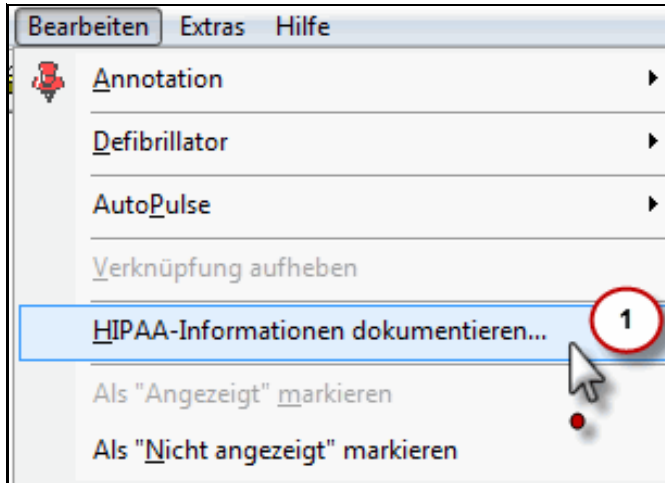 Bearbeiten Extras Hilfe
Annotation
Defibrillator
AutoPulse
Verknüpfung aufheben
HIPAA-Informationen dokumentieren...
1
Als "Angezeigt" markieren
Als "Nicht angezeigt" markieren